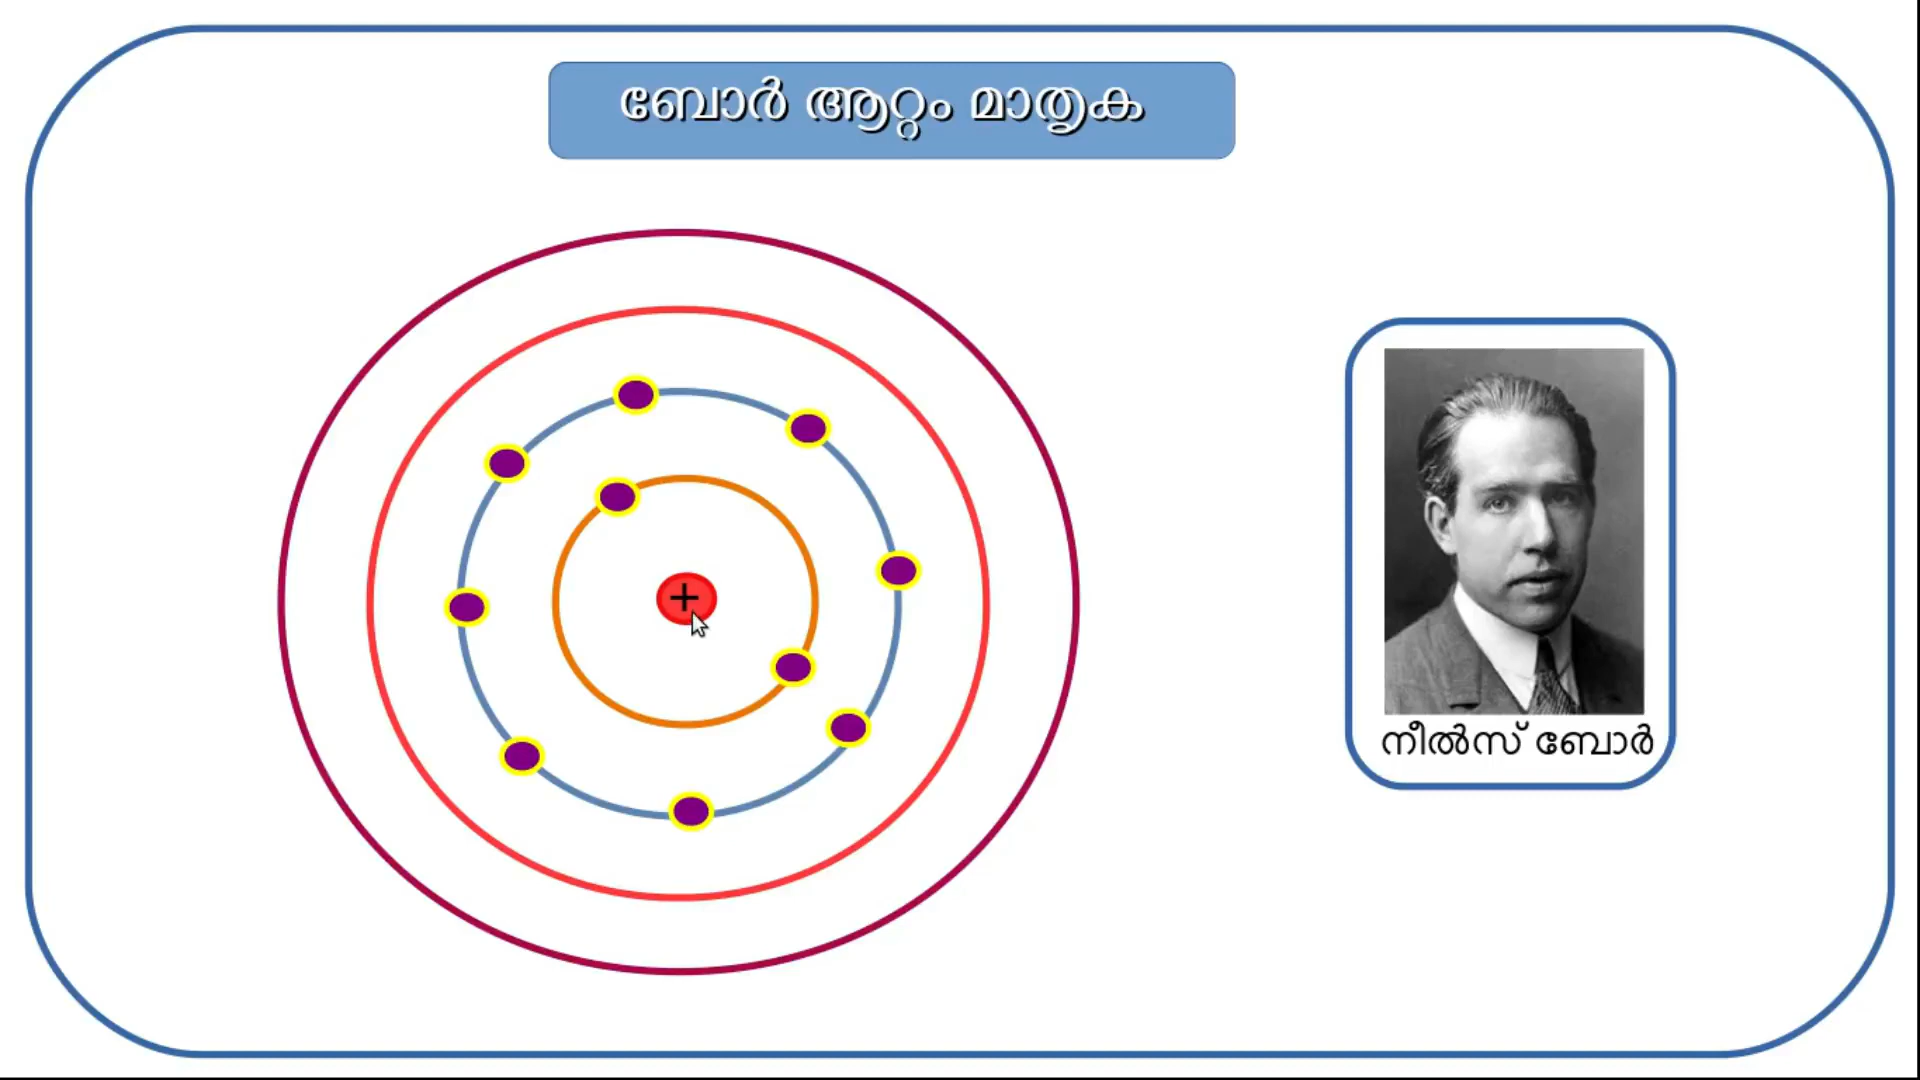 ബോർ ആറ്റം മാതൃക
+
നീൽസ് ബോർ